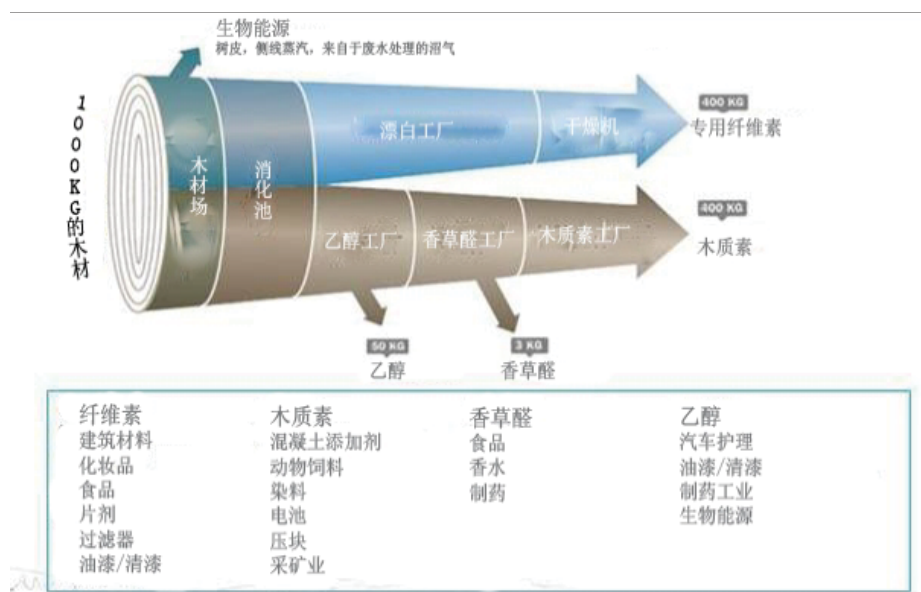 生物能源
树皮，侧线蒸汽，来自于废水处理的沼气
1000KG的木材
木材场
消化池
漂白工厂
干燥机
400 KG
专用纤维素
乙醇工厂
香草醛工厂
木质素工厂
400 KG
木质素
50 KG
乙醇
3 KG
香草醛
纤维素
建筑材料
化妆品
食品
片剂
过滤器
油漆/清漆
木质素
混凝土添加剂
动物饲料
染料
电池
压块
采矿业
香草醛
食品
香水
制药
乙醇
汽车护理
油漆/清漆
制药工业
生物能源